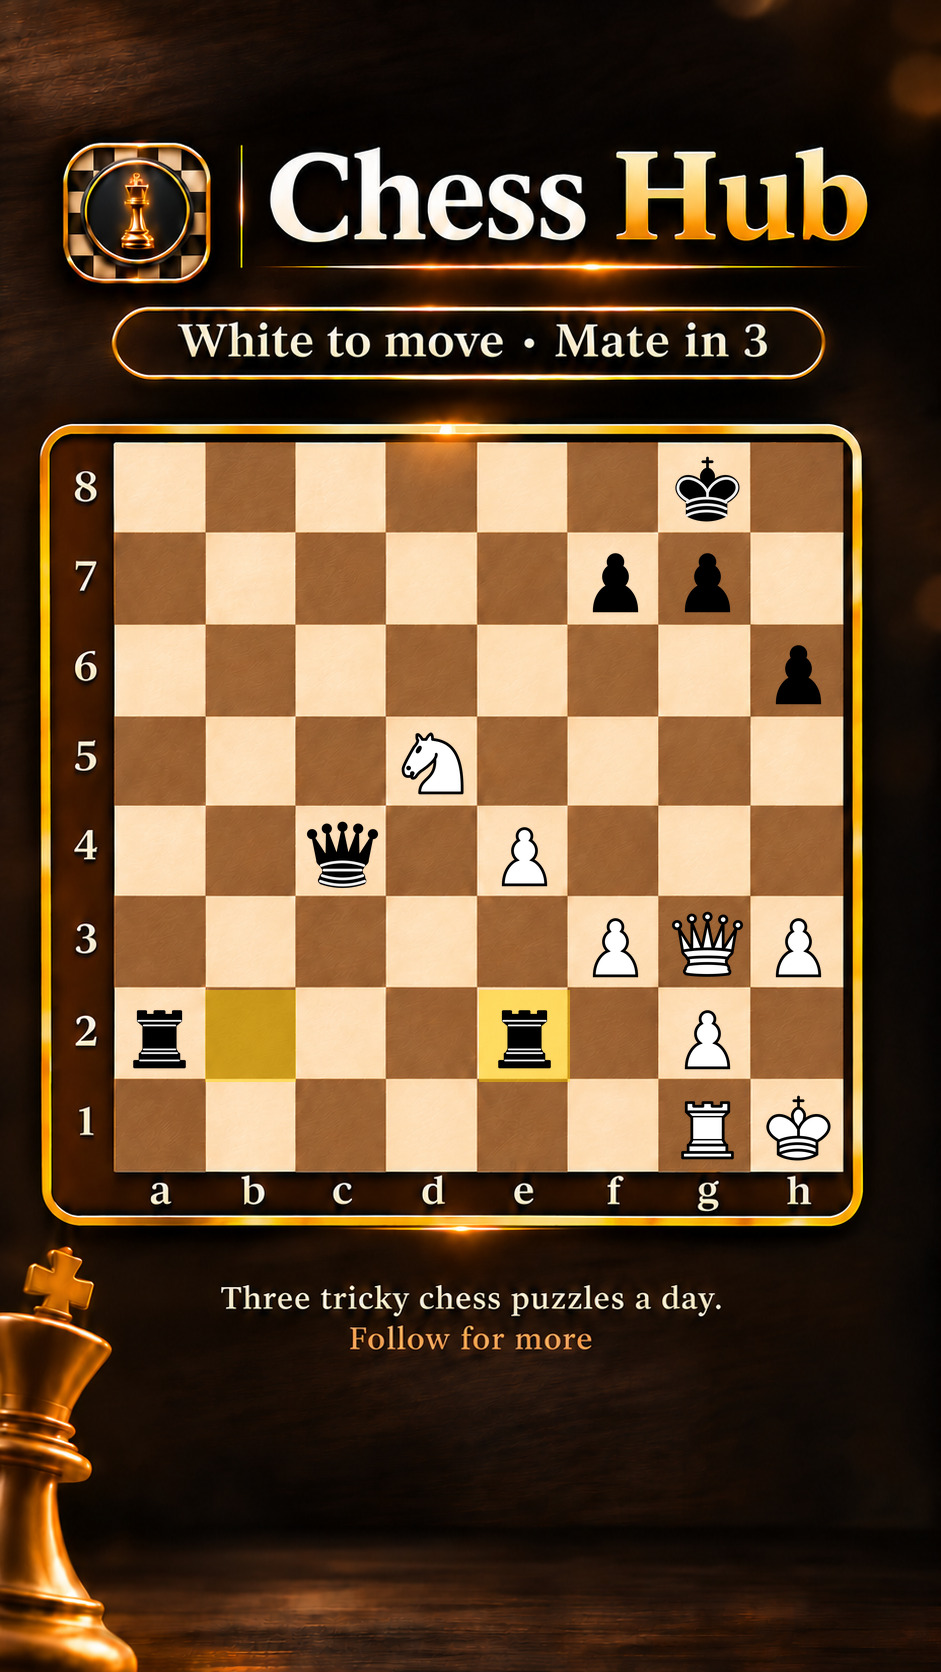 Chess Hub
White to move • Mate in 3
8
7
6
5
4
3
2
1
a b c d e f g h
Three tricky chess puzzles a day.
Follow for more